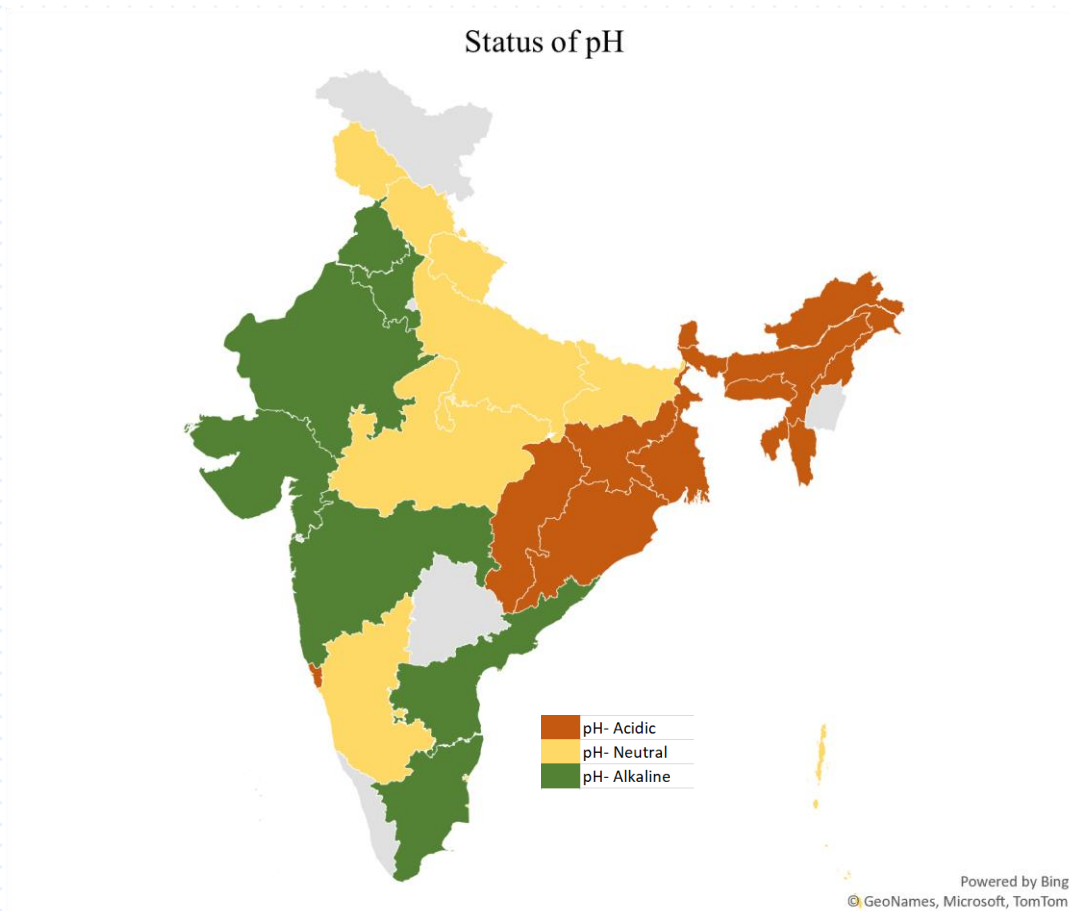 Status of pH
pH- Acidic
pH- Neutral
pH- Alkaline
Powered by Bing
© GeoNames, Microsoft, TomTom